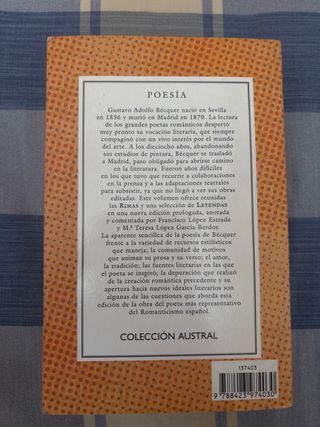 POESÍA
Gustavo Adolfo Bécquer nació en Sevilla
en 1836 y murió en Madrid en 1870. La lectura
de los grandes poetas románticos despertó
muy pronto su vocación literaria, que siempre
compaginó con un vivo interés por el mundo
del arte. A los dieciocho años, abandonando
sus estudios de pintura, Bécquer se trasladó
a Madrid, paso obligado para abrirse camino
en la literatura. Fueron años difíciles
en los que tuvo que recurrir a colaboraciones
en la prensa y a las adaptaciones teatrales
para subsistir, ya que no llegó a ver sus obras
editadas. Este volumen ofrece reunidas
las RIMAS y una selección de LEYENDAS
en una nueva edición prologada, anotada
y comentada por Francisco López Estrada
y Mª Teresa López García-Berdoy.
La aparente sencillez de la poesía de Bécquer
frente a la variedad de recursos estilísticos
que maneja; la comunidad de motivos
que animan su prosa y su verso; el amor,
la tradición; las fuentes literarias en las que
el poeta se inspiró; la depuración que realizó
de la creación romántica precedente y su
apertura hacia nuevos ideales literarios son
algunas de las cuestiones que aborda esta
edición de la obra del poeta más representativo
del Romanticismo español.
COLECCIÓN AUSTRAL
137403
9 788423 974030